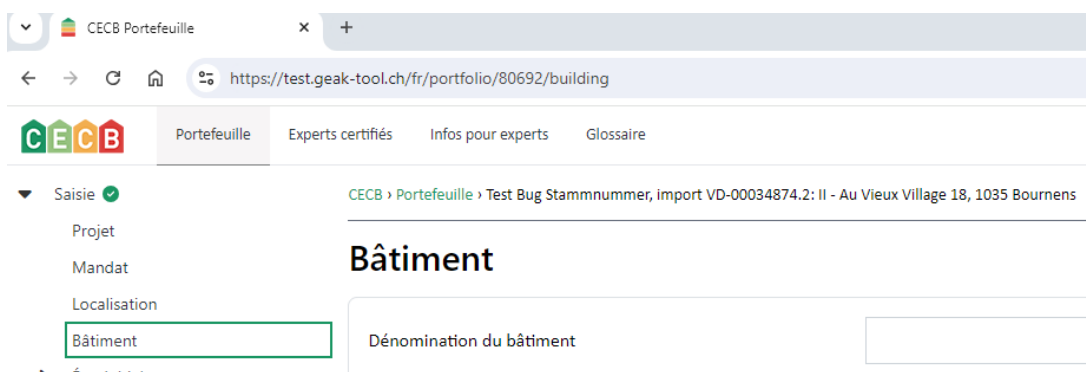 CECB Portefeuille
https://test.geak-tool.ch/fr/portfolio/80692/building
CECB Portefeuille Experts certifiés Infos pour experts Glossaire
Saisie
CECB › Portefeuille › Test Bug Stammnummer, import VD-00034874.2: II - Au Vieux Village 18, 1035 Bournens
Projet
Bâtiment
Mandat
Localisation
Bâtiment
Dénomination du bâtiment